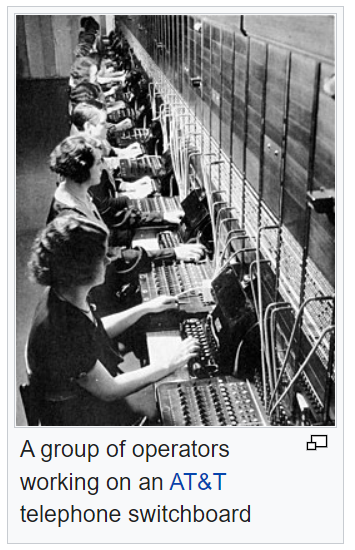 A group of operators
working on an AT&T
telephone switchboard